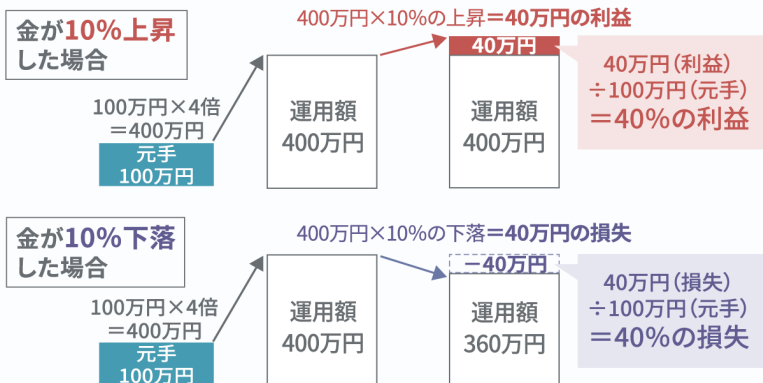 金が10%上昇
した場合
400万円×10%の上昇＝40万円の利益
100万円×4倍
＝400万円
元手
100万円
運用額
400万円
40万円
運用額
400万円
40万円（利益）
÷100万円（元手）
＝40%の利益
金が10%下落
した場合
400万円×10%の下落＝40万円の損失
100万円×4倍
＝400万円
元手
100万円
運用額
400万円
－40万円
運用額
360万円
40万円（損失）
÷100万円（元手）
＝40%の損失